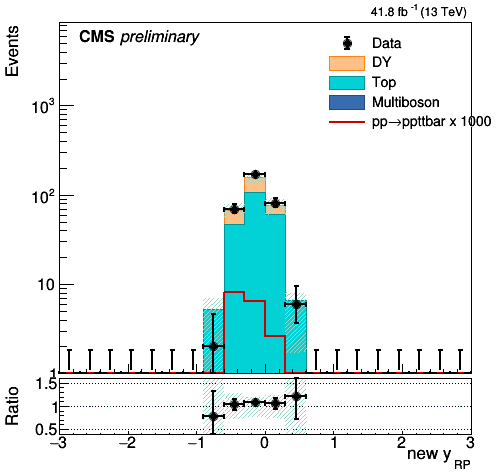 41.8 fb⁻¹ (13 TeV)
CMS preliminary
Events
Data
DY
Top
Multiboson
pp→ppttbar x 1000
10³
10²
10
1
Ratio
1.5
1
0.5
−3 −2 −1 0 1 2 3
new y RP